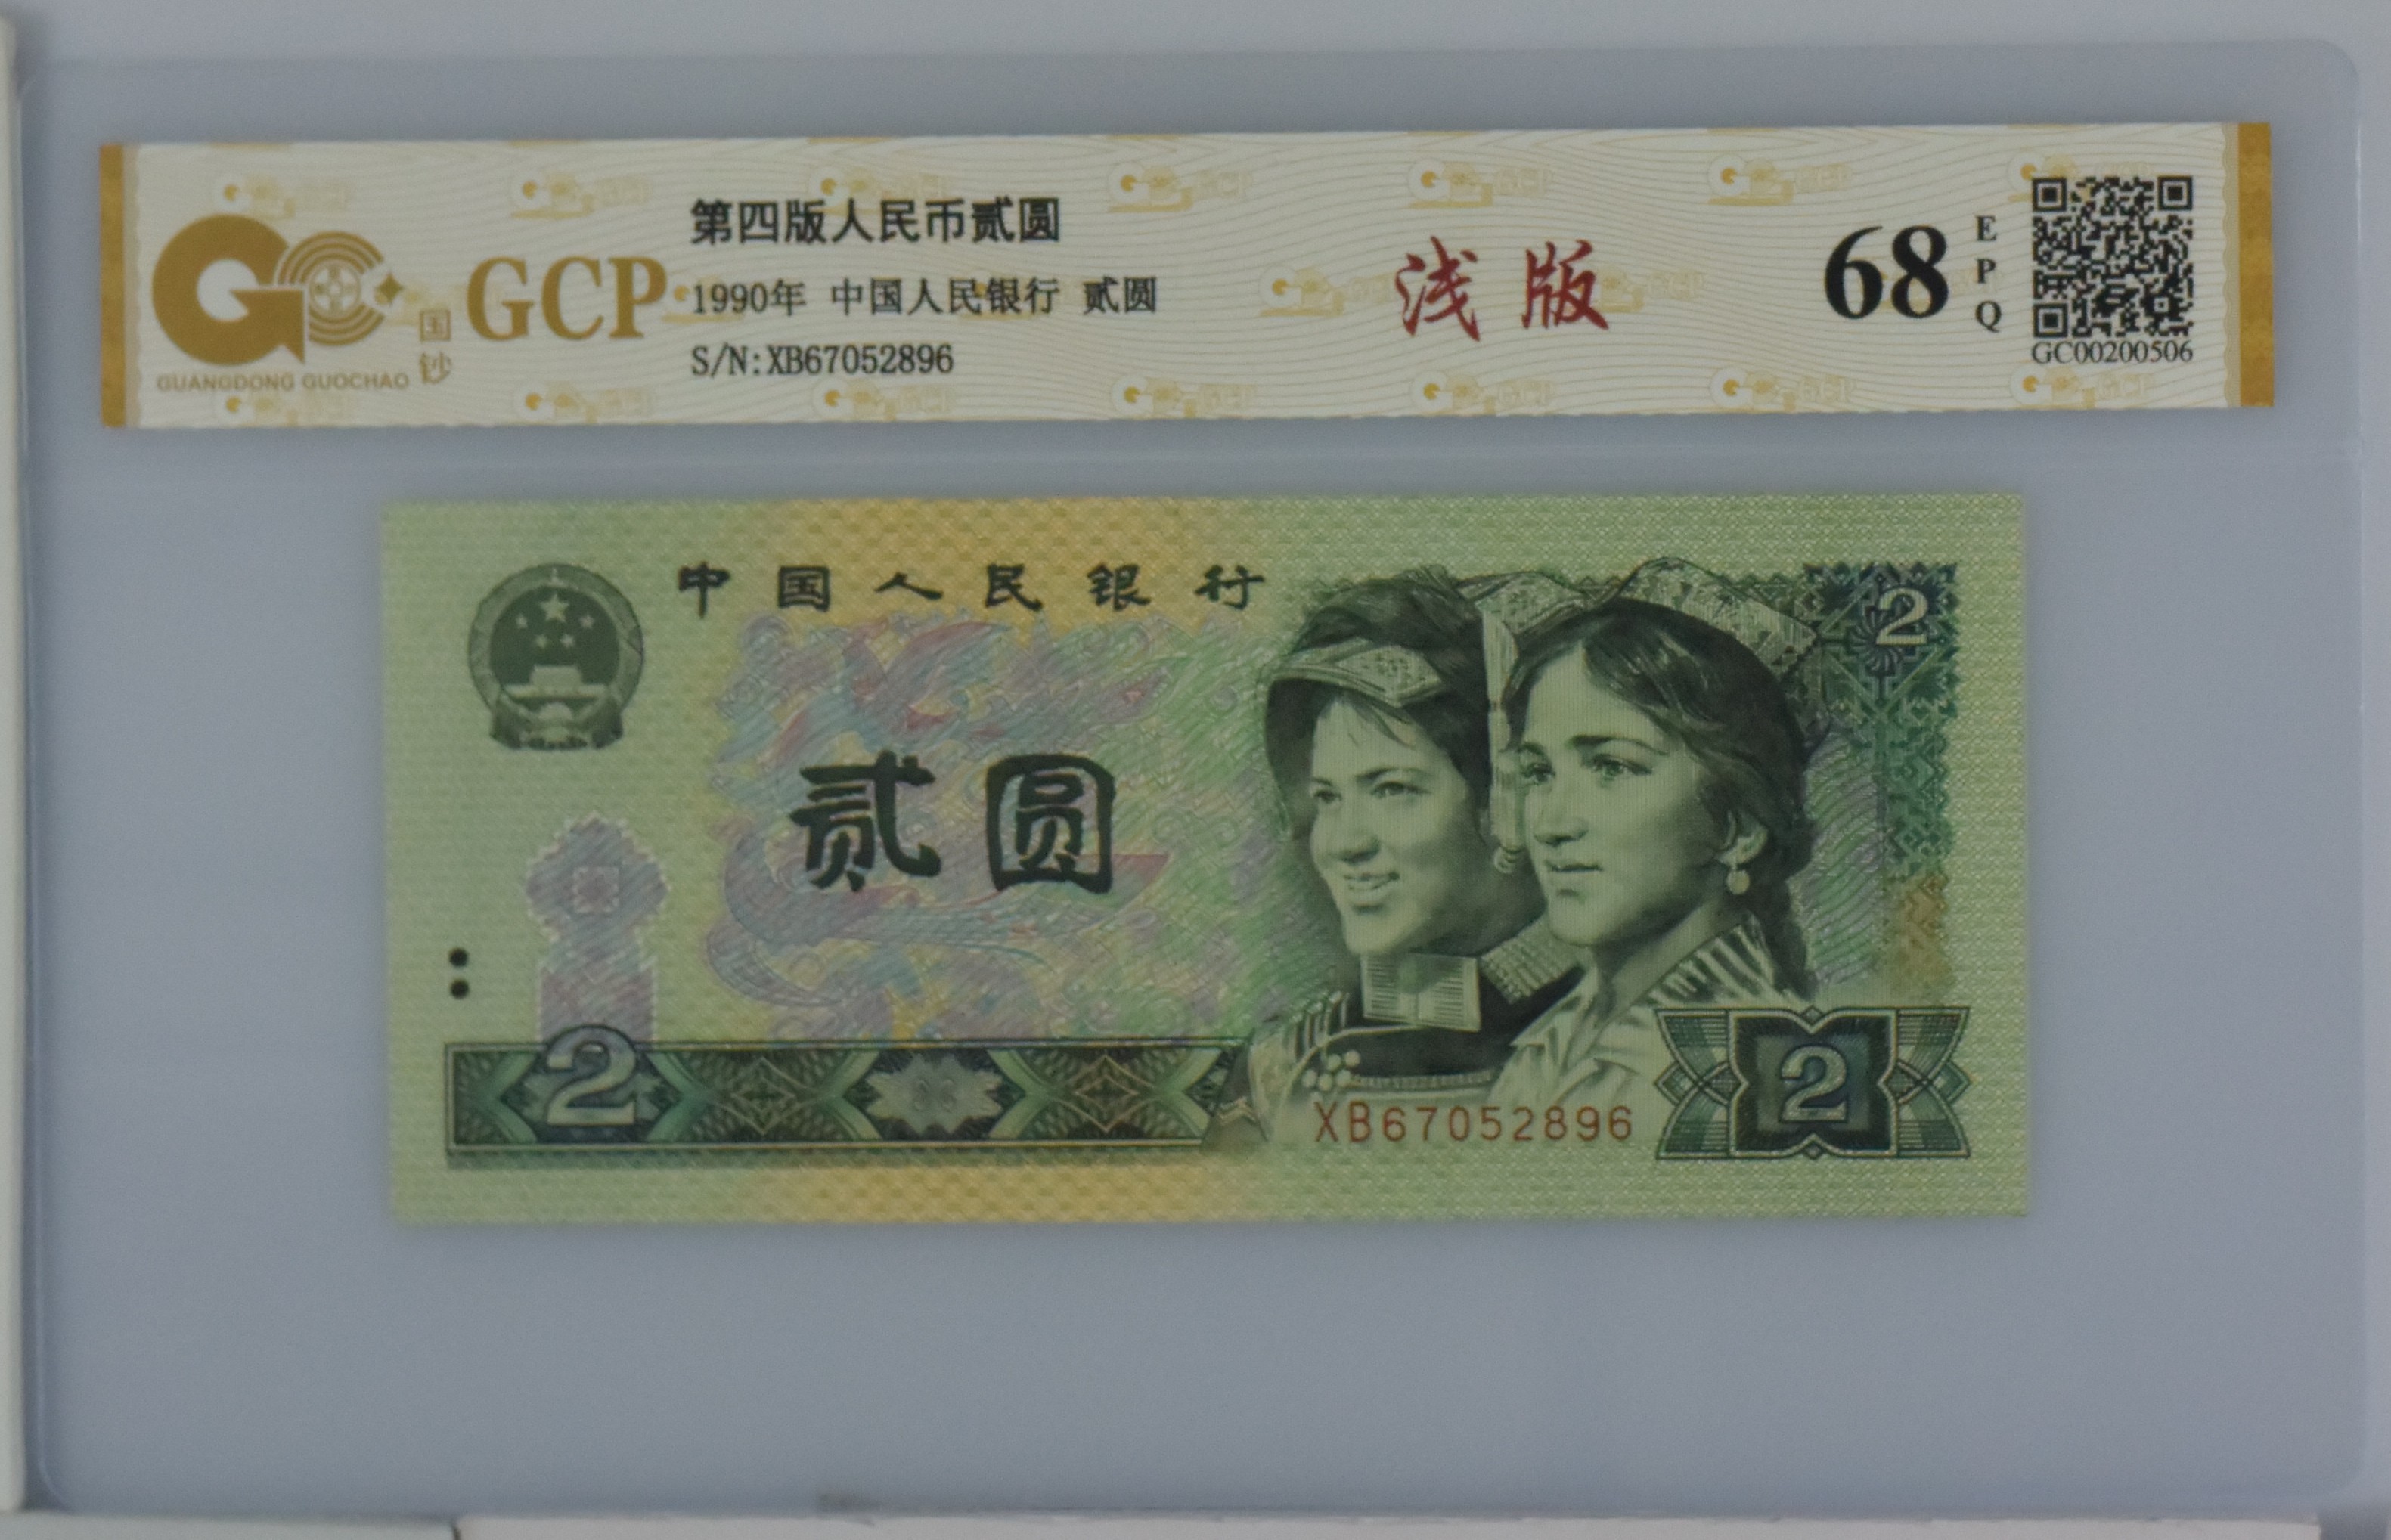 GUANGDONG GUOCHAO
国钞
GCP
第四版人民币贰圆
1990年 中国人民银行 贰圆
S/N:XB67052896
浅版
68
EPQ
GC00200506
中国人民银行
2
贰圆
2
XB67052896
2